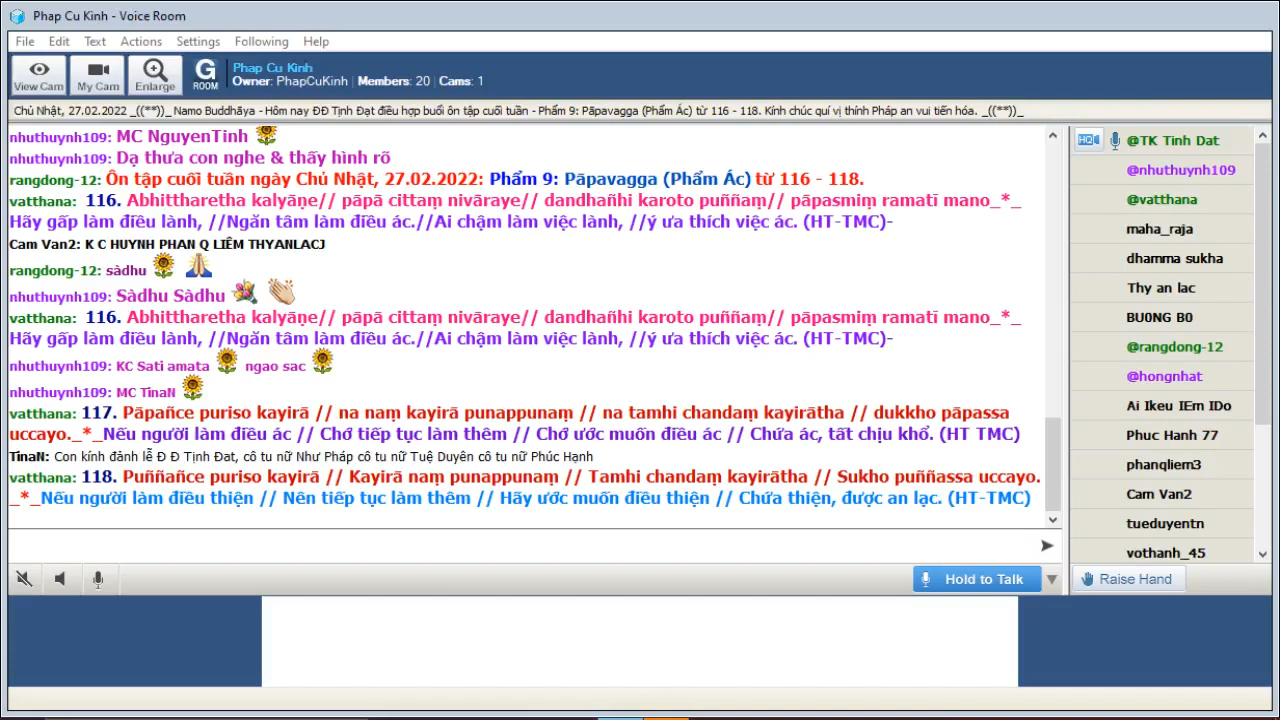 Phap Cu Kinh - Voice Room
File Edit Text Actions Settings Following Help
View Cam My Cam Enlarge G ROOM
Phap Cu Kinh
Owner: PhapCuKinh | Members: 20 | Cams: 1
Chủ Nhật, 27.02.2022 _((**))_ Namo Buddhāya - Hôm nay ĐĐ Tịnh Đạt điều hợp buổi ôn tập cuối tuần - Phẩm 9: Pāpavagga (Phẩm Ác) từ 116 - 118. Kính chúc quí vị thính Pháp an vui tiến hóa. _((**))_
nhuthuynh109: MC NguyenTinh
nhuthuynh109: Dạ thưa con nghe & thấy hình rõ
rangdong-12: Ôn tập cuối tuần ngày Chủ Nhật, 27.02.2022: Phẩm 9: Pāpavagga (Phẩm Ác) từ 116 - 118.
vatthana: 116. Abhittharetha kalyāṇe// pāpā cittaṃ nivāraye// dandhañhi karoto puññaṃ// pāpasmiṃ ramatī mano_*_
Hãy gấp làm điều lành, //Ngăn tâm làm điều ác.//Ai chậm làm việc lành, //ý ưa thích việc ác. (HT-TMC)-
Cam Van2: K C HUYNH PHAN Q LIÊM THYANLACJ
rangdong-12: sàdhu
nhuthuynh109: Sàdhu Sàdhu
vatthana: 116. Abhittharetha kalyāṇe// pāpā cittaṃ nivāraye// dandhañhi karoto puññaṃ// pāpasmiṃ ramatī mano_*_
Hãy gấp làm điều lành, //Ngăn tâm làm điều ác.//Ai chậm làm việc lành, //ý ưa thích việc ác. (HT-TMC)-
nhuthuynh109: KC Sati amata ngao sac
nhuthuynh109: MC TinaN
vatthana: 117. Pāpañce puriso kayirā // na naṃ kayirā punappunaṃ // na tamhi chandaṃ kayirātha // dukkho pāpassa
uccayo._*_Nếu người làm điều ác // Chớ tiếp tục làm thêm // Chớ ước muốn điều ác // Chứa ác, tất chịu khổ. (HT TMC)
TinaN: Con kính đảnh lễ Đ Đ Tịnh Đat, cô tu nữ Như Pháp cô tu nữ Tuệ Duyên cô tu nữ Phúc Hạnh
vatthana: 118. Puññañce puriso kayirā // Kayirā naṃ punappunaṃ // Tamhi chandaṃ kayirātha // Sukho puññassa uccayo.
_*_Nếu người làm điều thiện // Nên tiếp tục làm thêm // Hãy ước muốn điều thiện // Chứa thiện, được an lạc. (HT-TMC)
Hold to Talk
HQ @TK Tinh Dat
@nhuthuynh109
@vatthana
maha_raja
dhamma sukha
Thy an lac
BU0NG B0
@rangdong-12
@hongnhat
Ai Ikeu IEm IDo
Phuc Hanh 77
phanqliem3
Cam Van2
tueduyentn
vothanh_45
Raise Hand